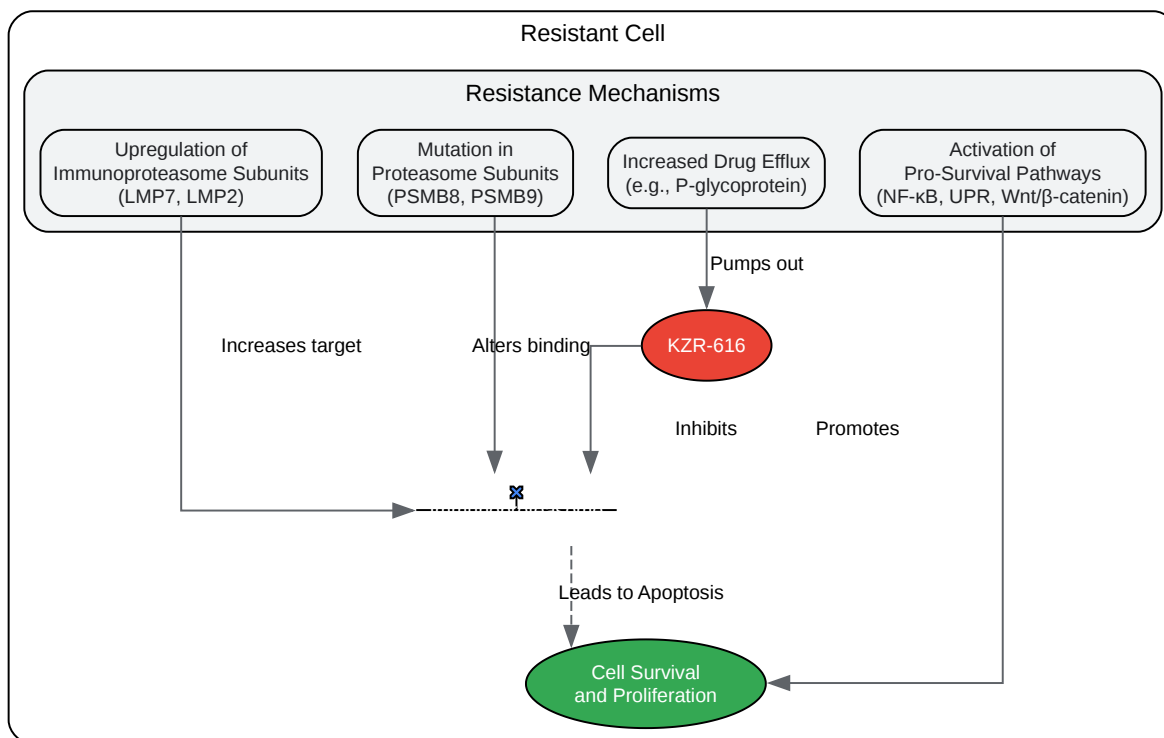 Resistant Cell
Resistance Mechanisms
Upregulation of
Immunoproteasome Subunits
(LMP7, LMP2)
Mutation in
Proteasome Subunits
(PSMB8, PSMB9)
Increased Drug Efflux
(e.g., P-glycoprotein)
Activation of
Pro-Survival Pathways
(NF-κB, UPR, Wnt/β-catenin)
Pumps out
Increases target
Alters binding
KZR-616
Inhibits
Promotes
Leads to Apoptosis
Cell Survival
and Proliferation